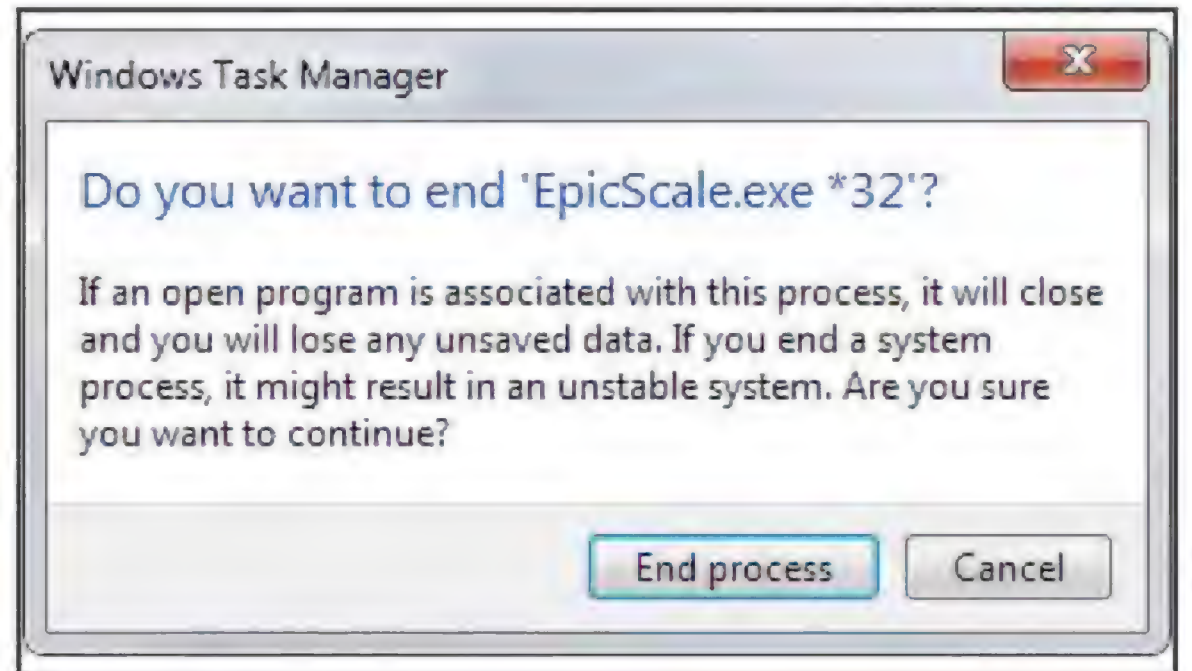 Windows Task Manager
Do you want to end 'EpicScale.exe *32'?
If an open program is associated with this process, it will close
and you will lose any unsaved data. If you end a system
process, it might result in an unstable system. Are you sure
you want to continue?
End process Cancel